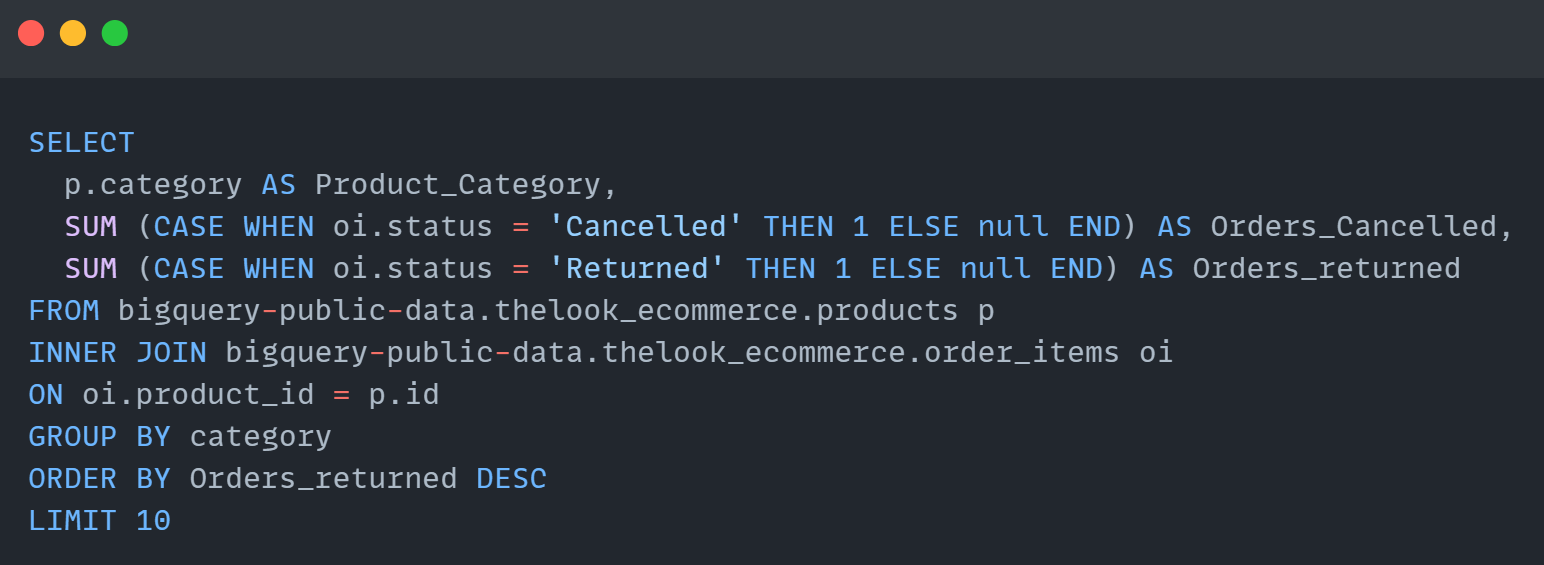 SELECT
  p.category AS Product_Category,
  SUM (CASE WHEN oi.status = 'Cancelled' THEN 1 ELSE null END) AS Orders_Cancelled,
  SUM (CASE WHEN oi.status = 'Returned' THEN 1 ELSE null END) AS Orders_returned
FROM bigquery-public-data.thelook_ecommerce.products p
INNER JOIN bigquery-public-data.thelook_ecommerce.order_items oi
ON oi.product_id = p.id
GROUP BY category
ORDER BY Orders_returned DESC
LIMIT 10